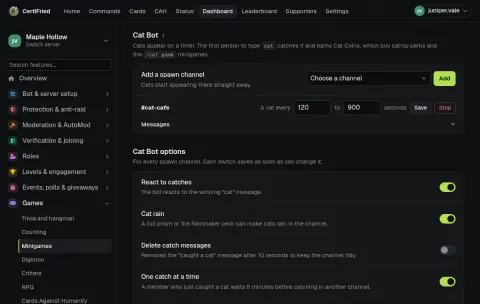 CertiFried
Home
Commands
Cards
CAH
Status
Dashboard
Leaderboard
Supporters
Settings
JV
juniper.vale
JV
Maple Hollow
Switch server
Search features...
Overview
Bot & server setup
Protection & anti-raid
Moderation & AutoMod
Verification & joining
Roles
Levels & engagement
Events, polls & giveaways
Games
Trivia and hangman
Counting
Minigames
Digimon
Critters
RPG
Cards Against Humanity
Cat Bot 1
Cats appear on a timer. The first person to type cat catches it and earns Cat Coins, which buy catnip perks and
the /cat game minigames.
Add a spawn channel
Cats start appearing there straight away.
Choose a channel
Add
#cat-cafe
A cat every 120 to 900 seconds
Save
Stop
Messages
Cat Bot options
For every spawn channel. Each switch saves as soon as you change it.
React to catches
The bot reacts to the winning "cat" message.
Cat rain
A full prism or the Rainmaker perk can make cats rain in the channel.
Delete catch messages
Removes the "caught a cat" message after 10 seconds to keep the channel tidy.
One catch at a time
A member who just caught a cat waits 5 minutes before catching in another channel.